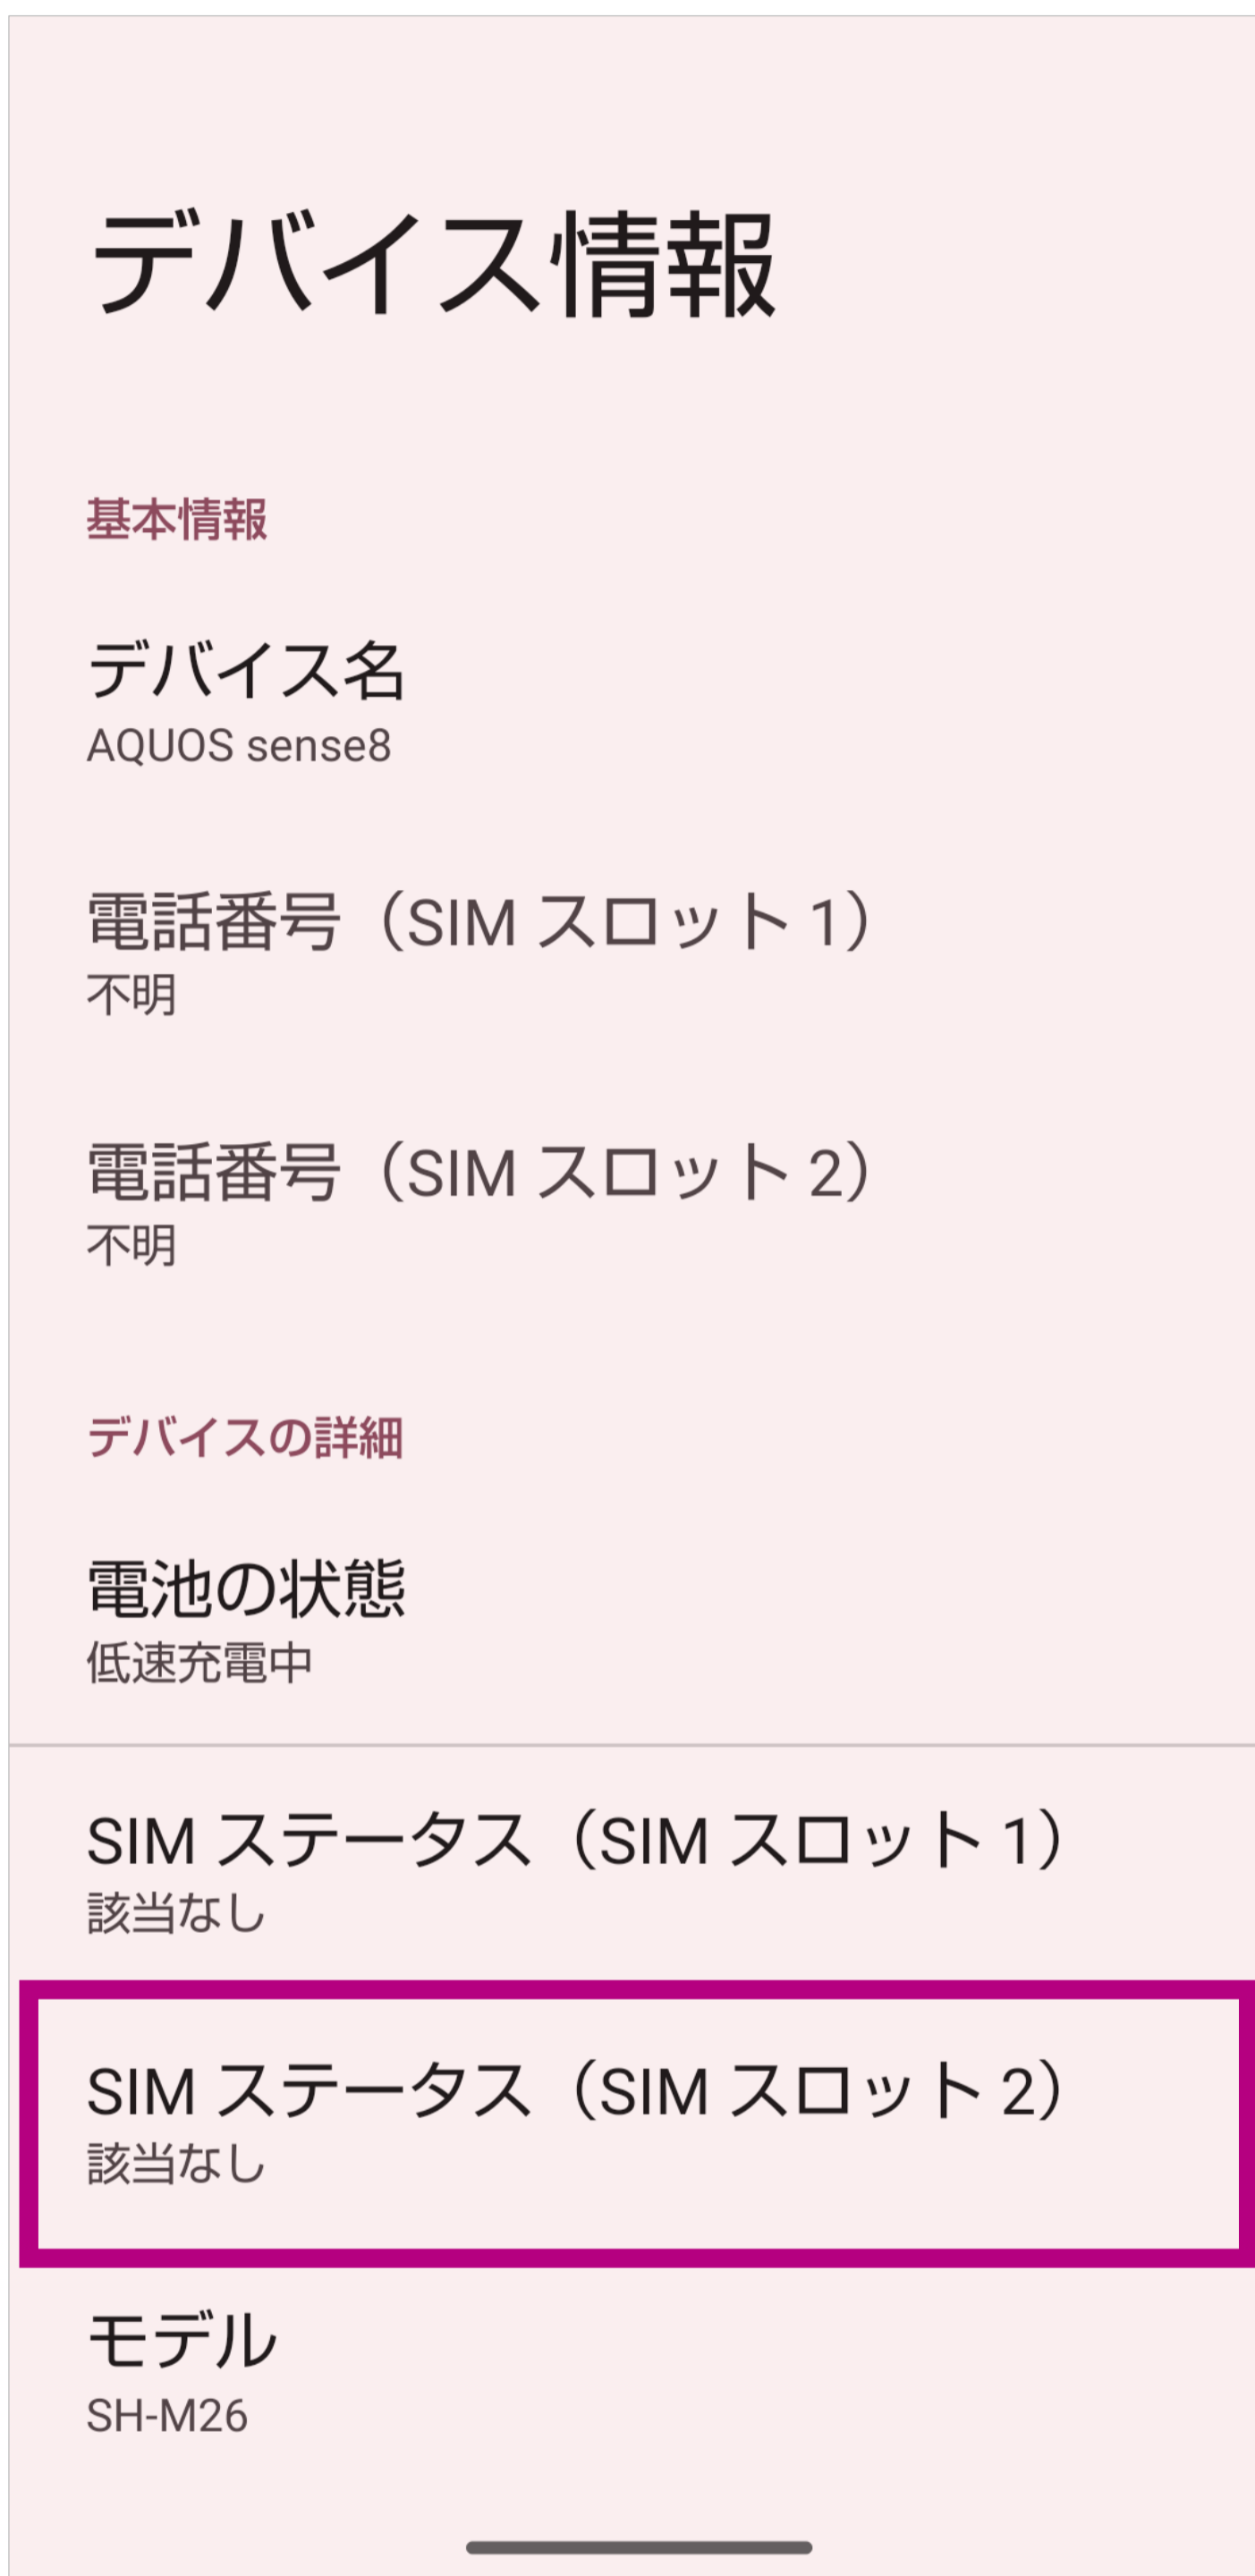 デバイス情報
基本情報
デバイス名
AQUOS sense8
電話番号（SIM スロット 1）
不明
電話番号（SIM スロット 2）
不明
デバイスの詳細
電池の状態
低速充電中
SIM ステータス（SIM スロット 1）
該当なし
SIM ステータス（SIM スロット 2）
該当なし
モデル
SH-M26